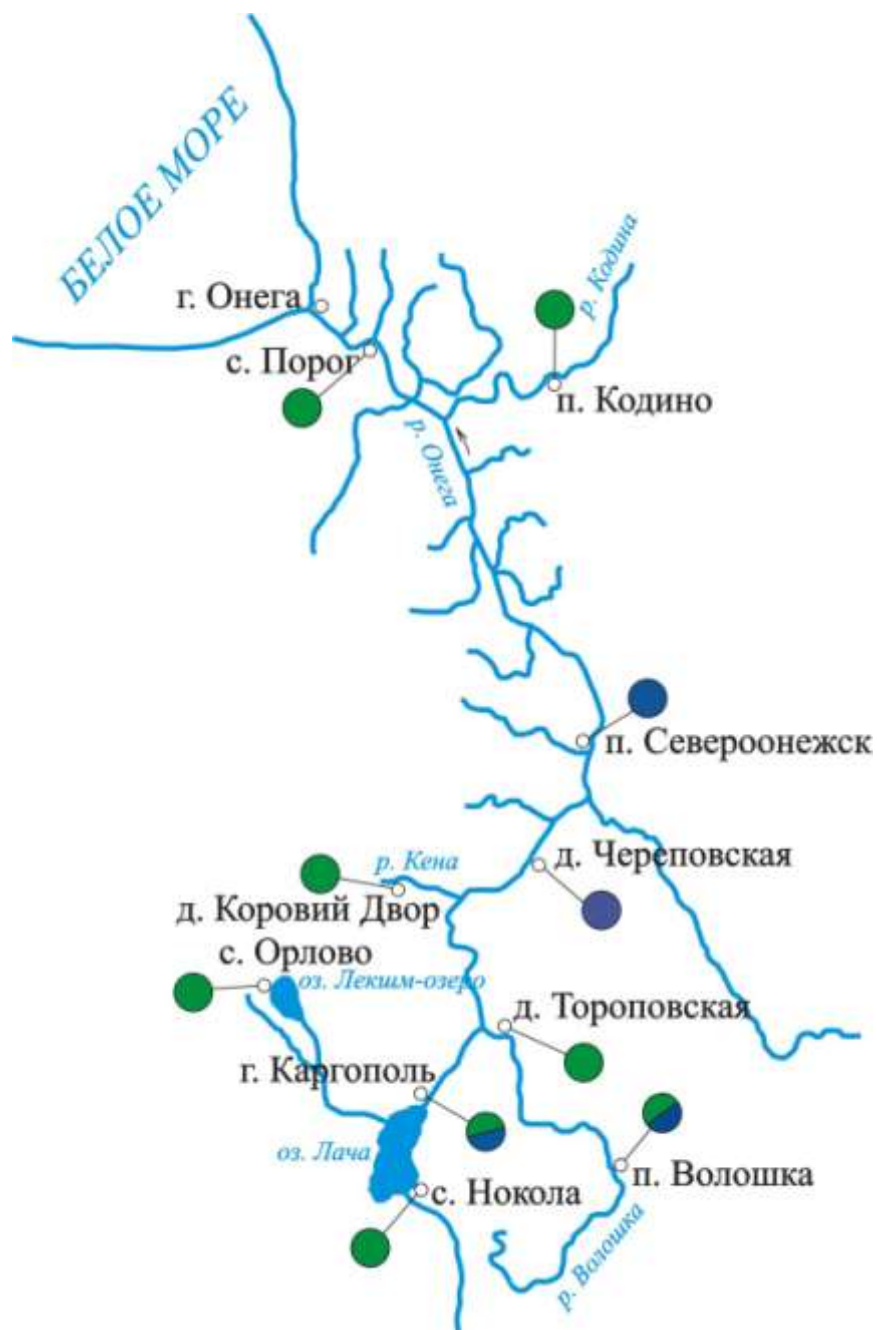 БЕЛОЕ МОРЕ
р. Кодина
г. Онега
с. Порог
п. Кодино
р. Онега
п. Североонежск
д. Череповская
р. Кена
д. Коровий Двор
с. Орлово
оз. Лекшм-озеро
д. Тороповская
г. Каргополь
оз. Лача
п. Волошка
с. Нокола
р. Волошка